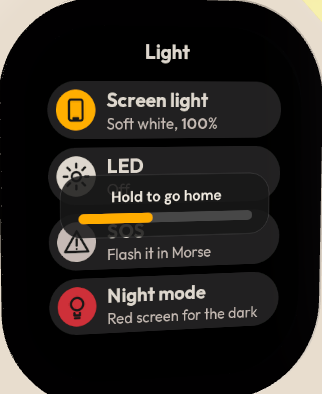 Light
Screen light
Soft white, 100%
LED
Off
Hold to go home
SOS
Flash it in Morse
Night mode
Red screen for the dark